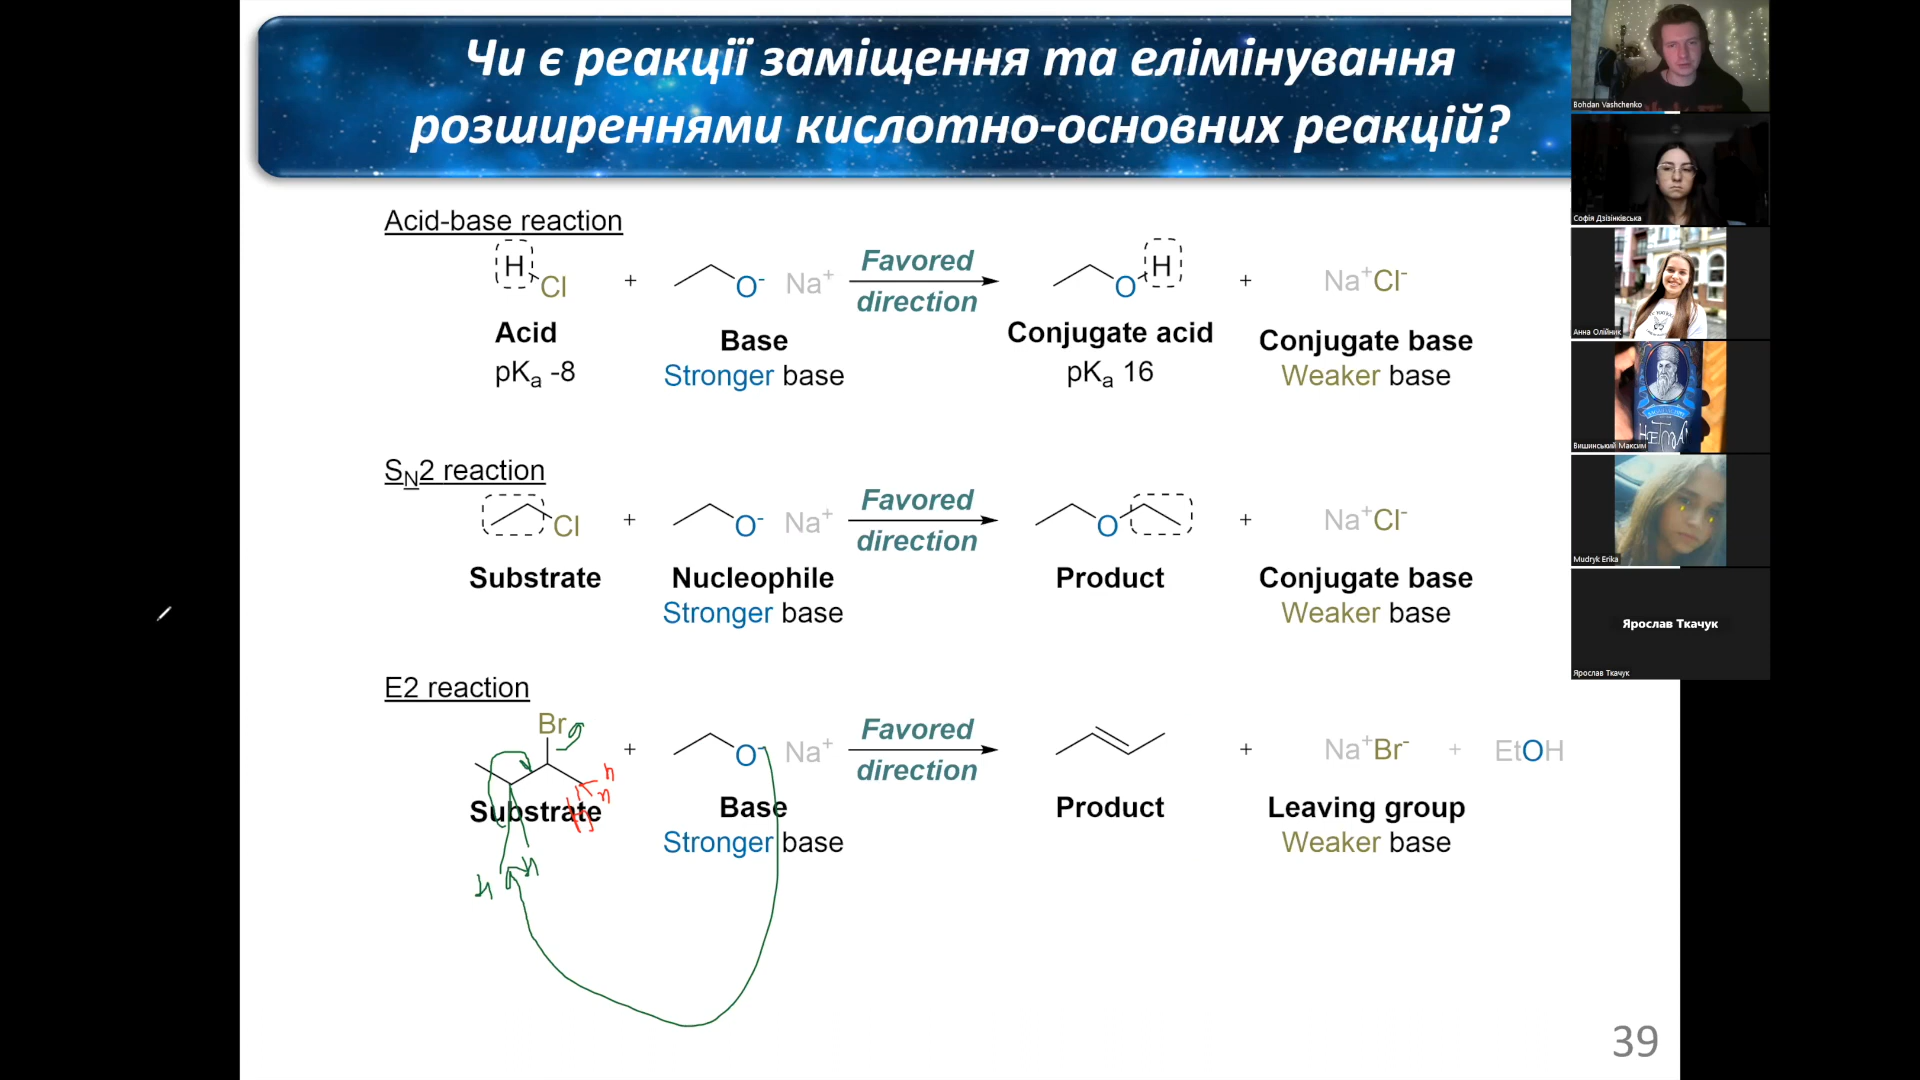 Чи є реакції заміщення та елімінування
розширеннями кислотно-основних реакцій?
Acid-base reaction
H
Cl + O⁻ Na⁺ Favored direction O H + Na⁺Cl⁻
Acid Base Conjugate acid Conjugate base
pKₐ -8 Stronger base pKₐ 16 Weaker base
S_N2 reaction
Cl + O⁻ Na⁺ Favored direction O + Na⁺Cl⁻
Substrate Nucleophile Product Conjugate base
Stronger base Weaker base
E2 reaction
Br + O⁻ Na⁺ Favored direction + Na⁺Br⁻ + EtOH
Substrate Base Product Leaving group
Stronger base Weaker base
39
Bohdan Vashchenko
Софія Дзізінківська
Анна Олійник
Вишинський Максим
Mudryk Erika
Ярослав Ткачук
Ярослав Ткачук